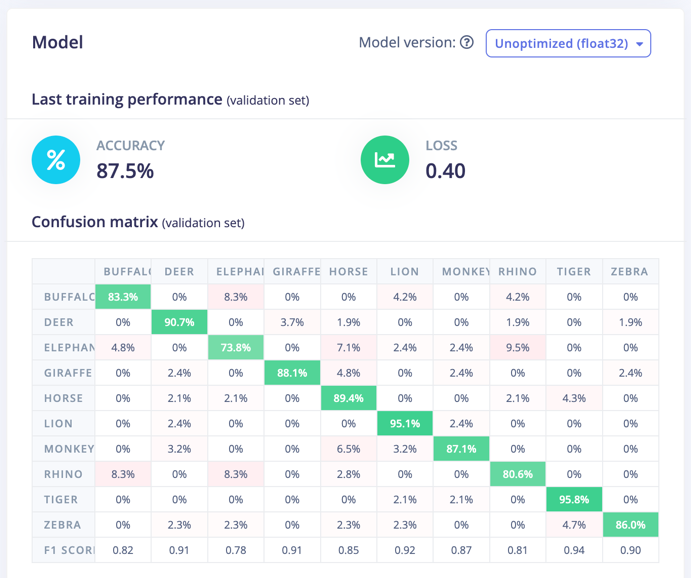 Model
Model version: Unoptimized (float32)
Last training performance (validation set)
% ACCURACY 87.5%
LOSS 0.40
Confusion matrix (validation set)
BUFFALO DEER ELEPHAN GIRAFFE HORSE LION MONKEY RHINO TIGER ZEBRA
BUFFALO 83.3% 0% 8.3% 0% 0% 4.2% 0% 4.2% 0% 0%
DEER 0% 90.7% 0% 3.7% 1.9% 0% 0% 1.9% 0% 1.9%
ELEPHAN 4.8% 0% 73.8% 0% 7.1% 2.4% 2.4% 9.5% 0% 0%
GIRAFFE 0% 2.4% 0% 88.1% 4.8% 0% 2.4% 0% 0% 2.4%
HORSE 0% 2.1% 2.1% 0% 89.4% 0% 0% 2.1% 4.3% 0%
LION 0% 2.4% 0% 0% 0% 95.1% 2.4% 0% 0% 0%
MONKEY 0% 3.2% 0% 0% 6.5% 3.2% 87.1% 0% 0% 0%
RHINO 8.3% 0% 8.3% 0% 2.8% 0% 0% 80.6% 0% 0%
TIGER 0% 0% 0% 0% 0% 2.1% 2.1% 0% 95.8% 0%
ZEBRA 0% 2.3% 2.3% 0% 2.3% 2.3% 0% 0% 4.7% 86.0%
F1 SCORE 0.82 0.91 0.78 0.91 0.85 0.92 0.87 0.81 0.94 0.90